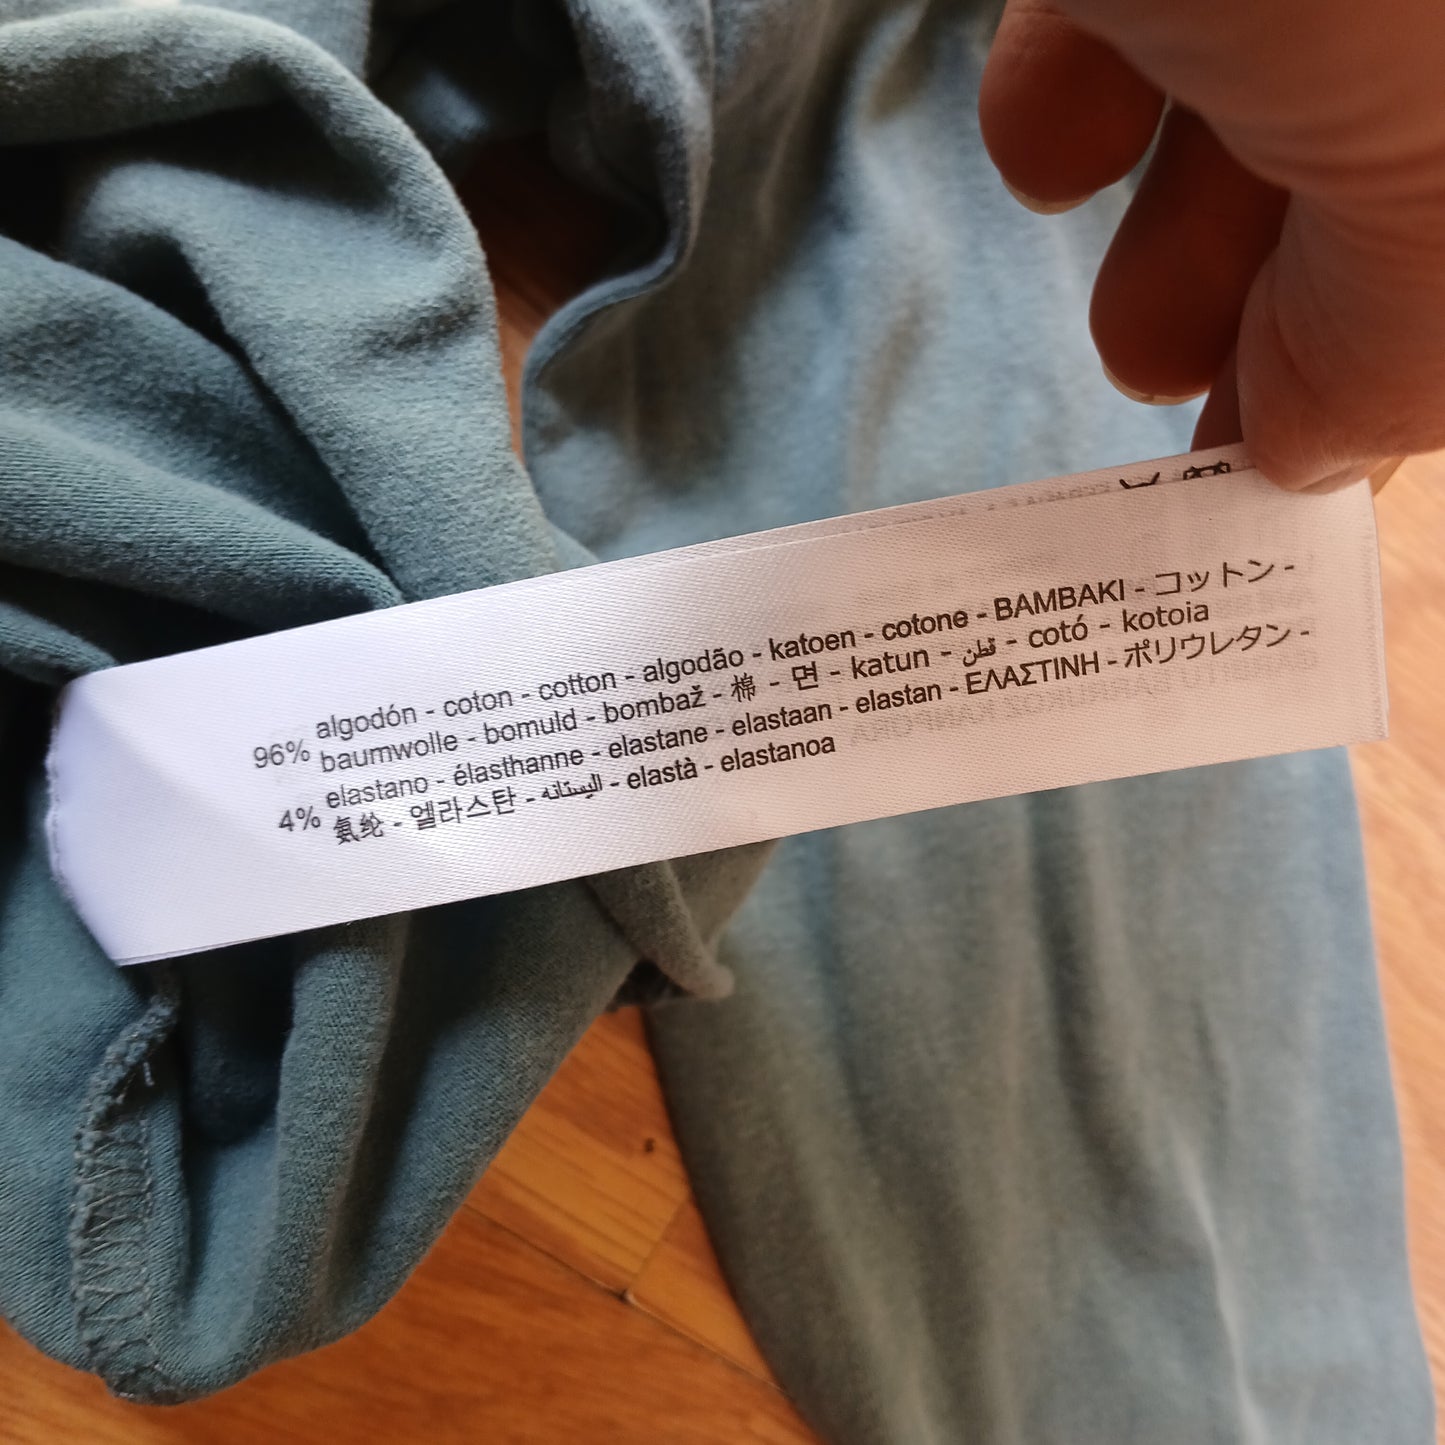 96% algodón - coton - cotton - algodão - katoen - cotone - BAMBAKI - コットン -
baumwolle - bomuld - bombaž - 棉 - 면 - katun - قطن - cotó - kotoia
4% elastano - élasthanne - elastane - elastaan - elastan - ΕΛΑΣΤΙΝΗ - ポリウレタン -
氨纶 - 엘라스탄 - اليستانه - elastà - elastanoa